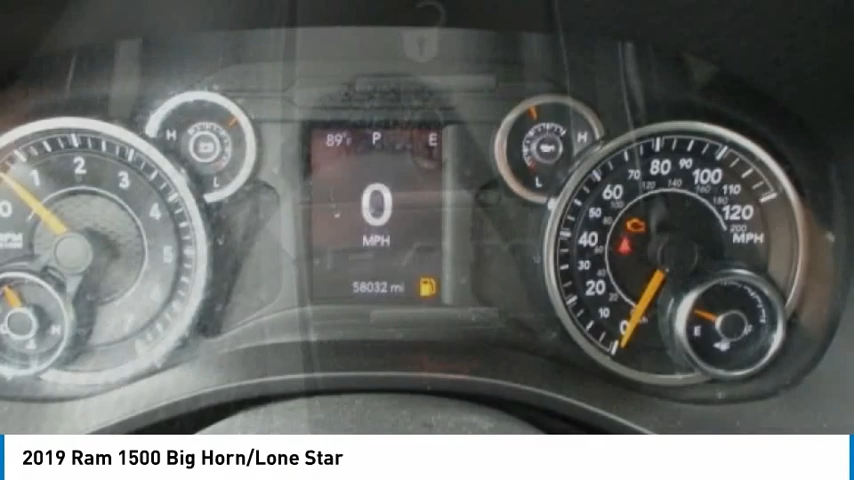 89°F P E
0
MPH
58032 mi
H
L
H
L
0 1 2 3 4 5
RPM
H
0 10 20 30 40 50 60 70 80 90 100 110 120
MPH
120 140 160 180 200
E
2019 Ram 1500 Big Horn/Lone Star